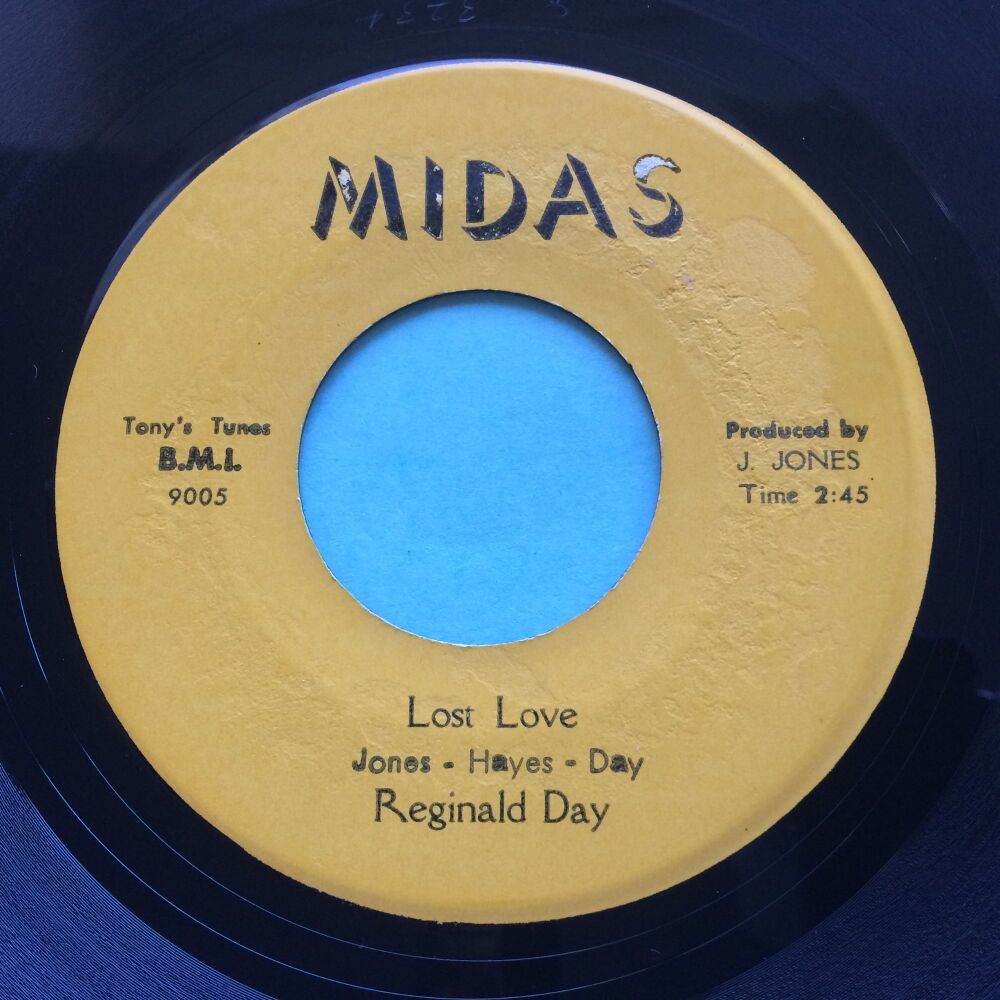 MIDAS
Tony's Tunes
B.M.I.
9005
Produced by
J. JONES
Time 2:45
Lost Love
Jones - Hayes - Day
Reginald Day